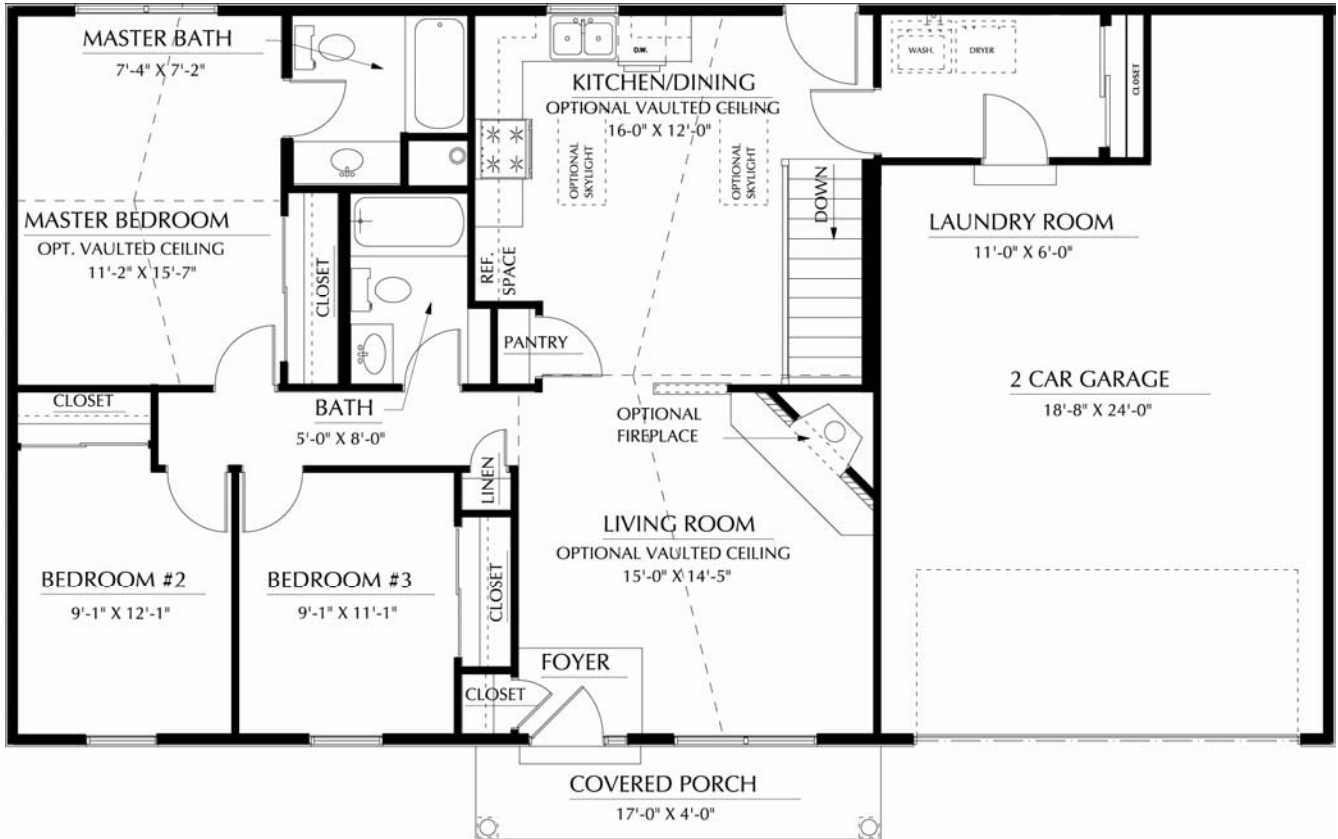 MASTER BATH
7'-4" X 7'-2"
D.W.
KITCHEN/DINING
OPTIONAL VAULTED CEILING
16-0" X 12'-0"
WASH.
DRYER
CLOSET
OPTIONAL
SKYLIGHT
OPTIONAL
SKYLIGHT
DOWN
MASTER BEDROOM
OPT. VAULTED CEILING
11'-2" X 15'-7"
CLOSET
REF.
SPACE
LAUNDRY ROOM
11'-0" X 6'-0"
PANTRY
2 CAR GARAGE
18'-8" X 24'-0"
CLOSET
BATH
5'-0" X 8'-0"
OPTIONAL
FIREPLACE
LINEN
LIVING ROOM
OPTIONAL VAULTED CEILING
15'-0" X 14'-5"
BEDROOM #2
9'-1" X 12'-1"
BEDROOM #3
9'-1" X 11'-1"
CLOSET
FOYER
CLOSET
COVERED PORCH
17'-0" X 4'-0"